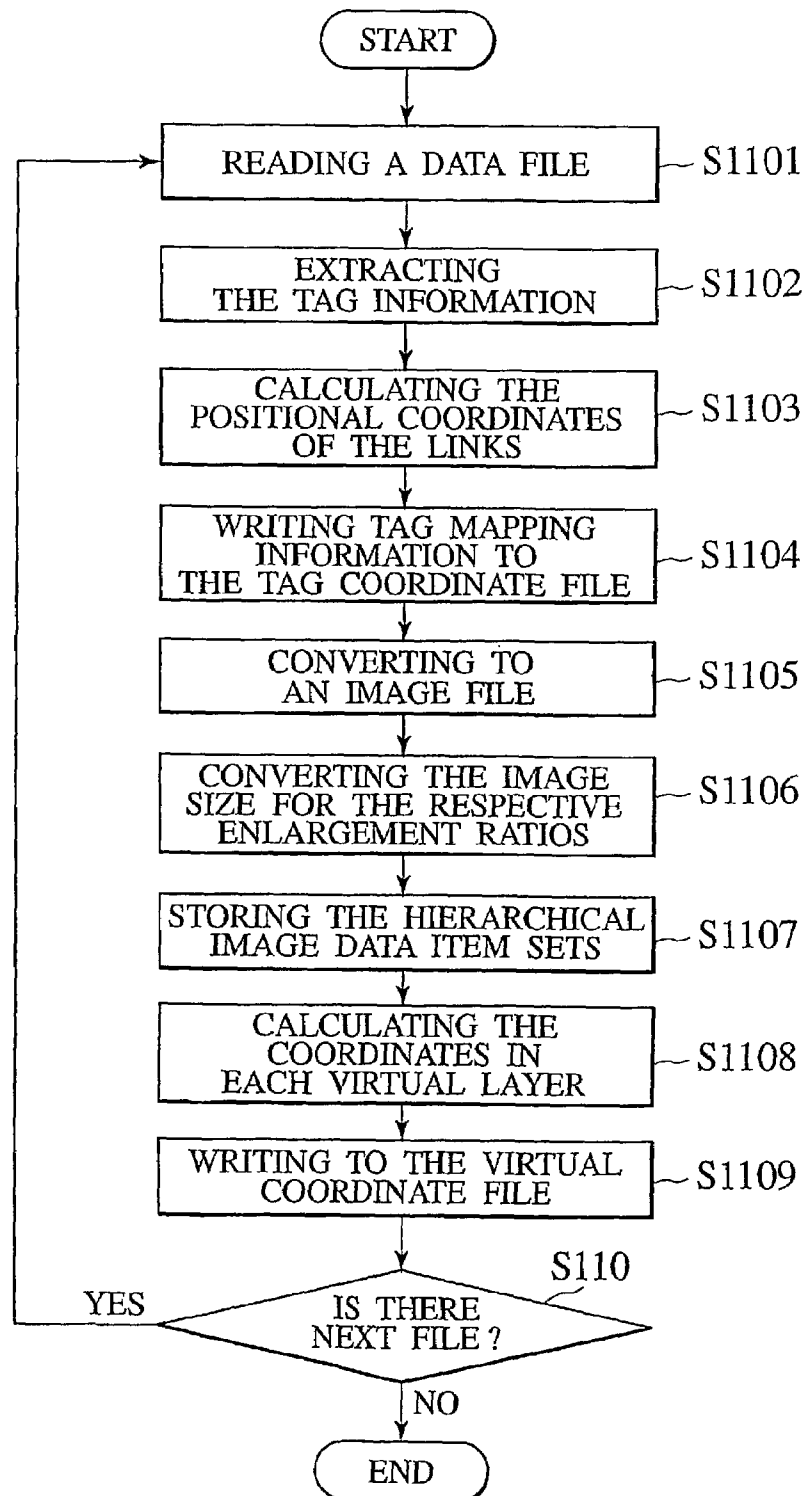 START
READING A DATA FILE
S1101
EXTRACTING
THE TAG INFORMATION
S1102
CALCULATING THE
POSITIONAL COORDINATES
OF THE LINKS
S1103
WRITING TAG MAPPING
INFORMATION TO
THE TAG COORDINATE FILE
S1104
CONVERTING TO
AN IMAGE FILE
S1105
CONVERTING THE IMAGE
SIZE FOR THE RESPECTIVE
ENLARGEMENT RATIOS
S1106
STORING THE HIERARCHICAL
IMAGE DATA ITEM SETS
S1107
CALCULATING THE
COORDINATES IN
EACH VIRTUAL LAYER
S1108
WRITING TO THE VIRTUAL
COORDINATE FILE
S1109
S110
YES
IS THERE
NEXT FILE ?
NO
END